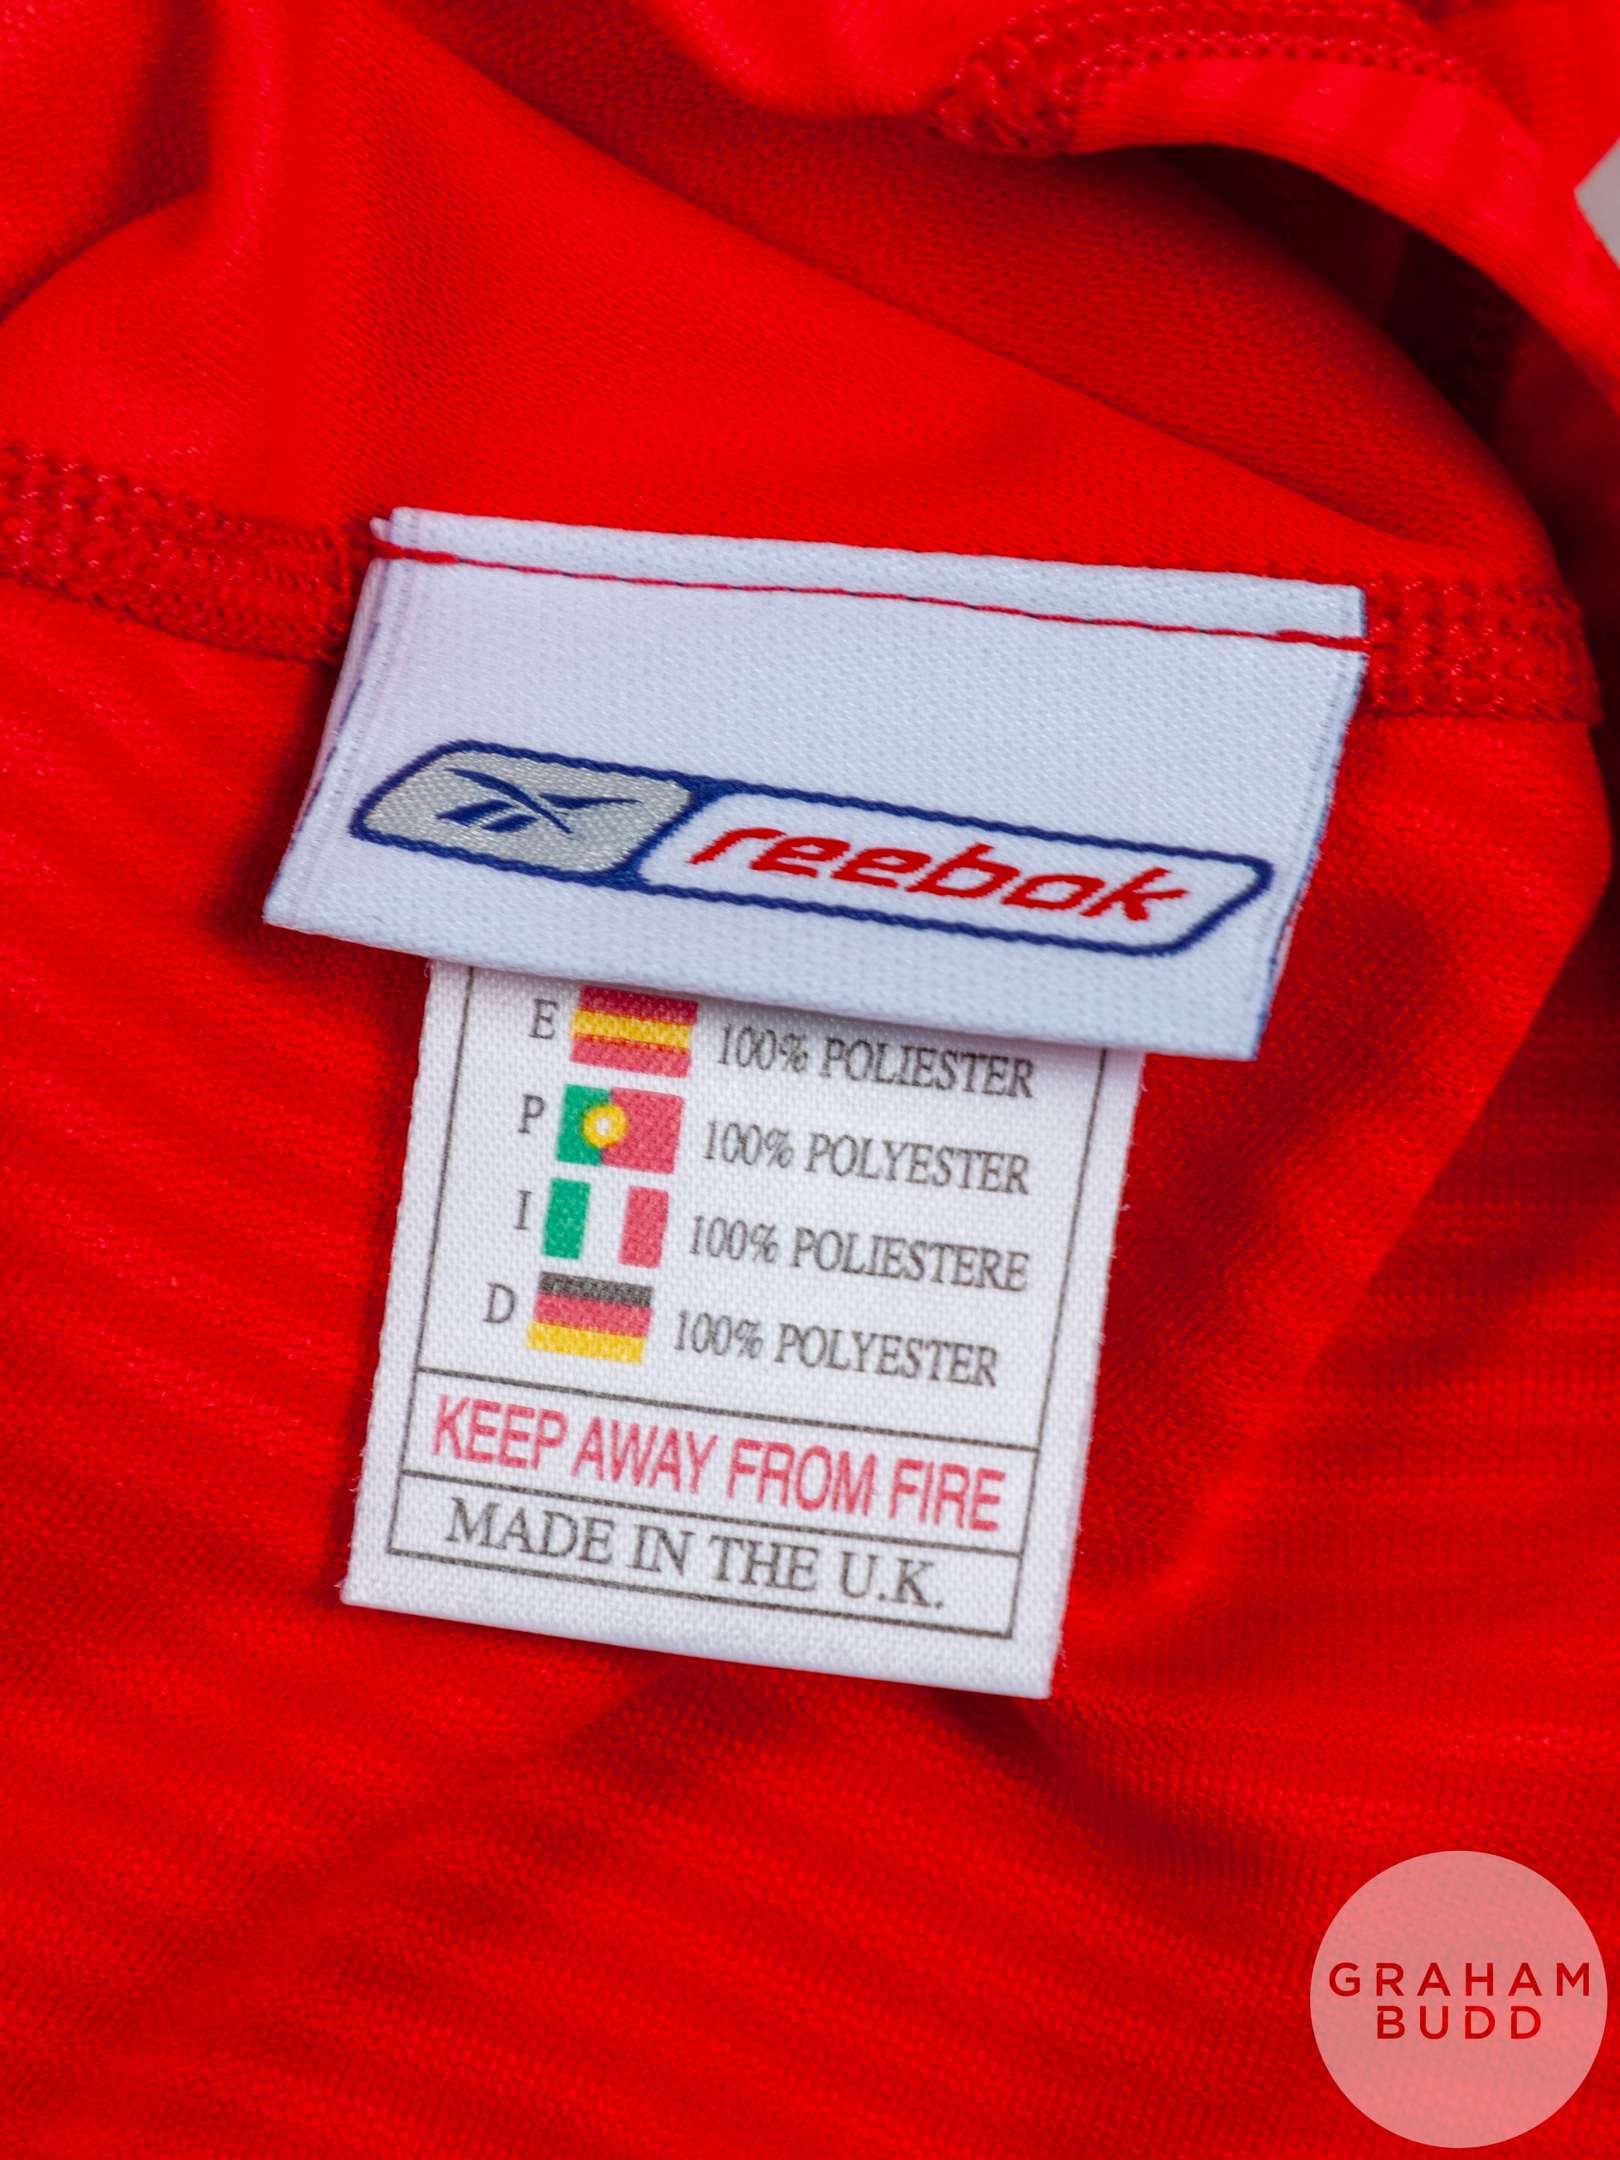 reebok
E 100% POLIESTER
P 100% POLYESTER
I 100% POLIESTERE
D 100% POLYESTER
KEEP AWAY FROM FIRE
MADE IN THE U.K.
GRAHAM
BUDD